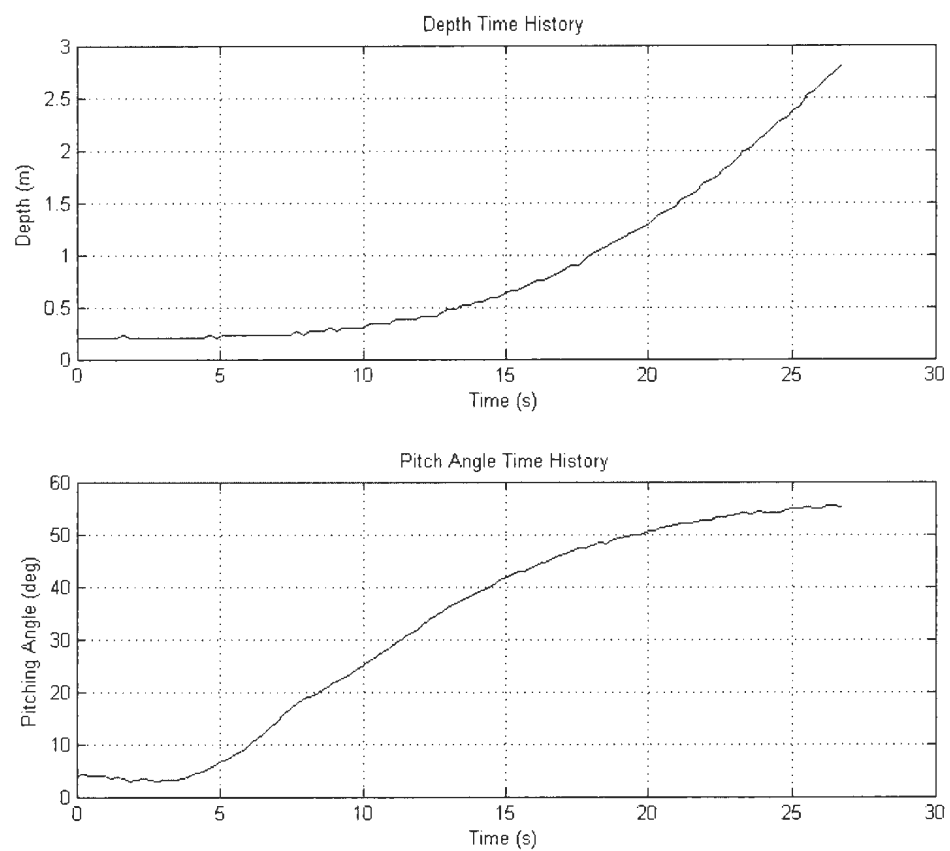 Depth Time History
3
2.5
2
1.5
1
0.5
0
Depth (m)
0 5 10 15 20 25 30
Time (s)
Pitch Angle Time History
60
50
40
30
20
10
0
Pitching Angle (deg)
0 5 10 15 20 25 30
Time (s)